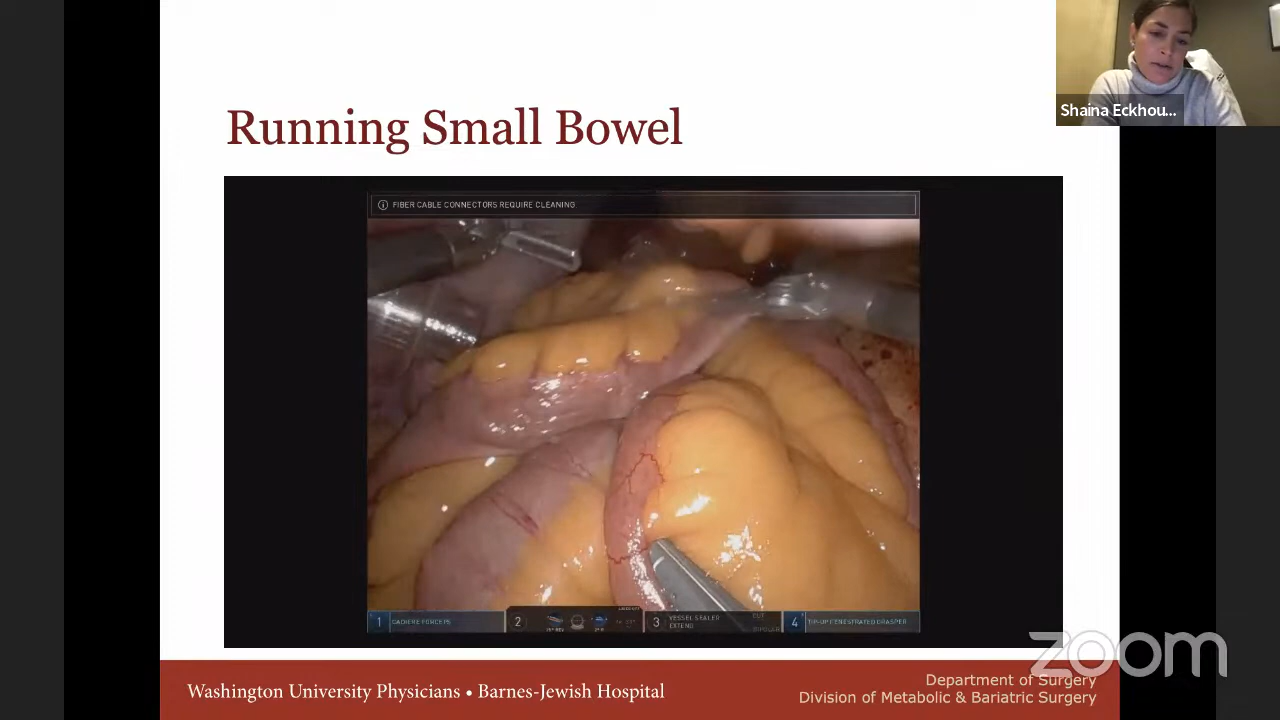 Shaina Eckhou...
Running Small Bowel
FIBER CABLE CONNECTORS REQUIRE CLEANING
1 CADIERE FORCEPS
2
3 VESSEL SEALER
EXTEND
4 TIP-UP FENESTRATED GRASPER
zoom
Washington University Physicians • Barnes-Jewish Hospital
Department of Surgery
Division of Metabolic & Bariatric Surgery